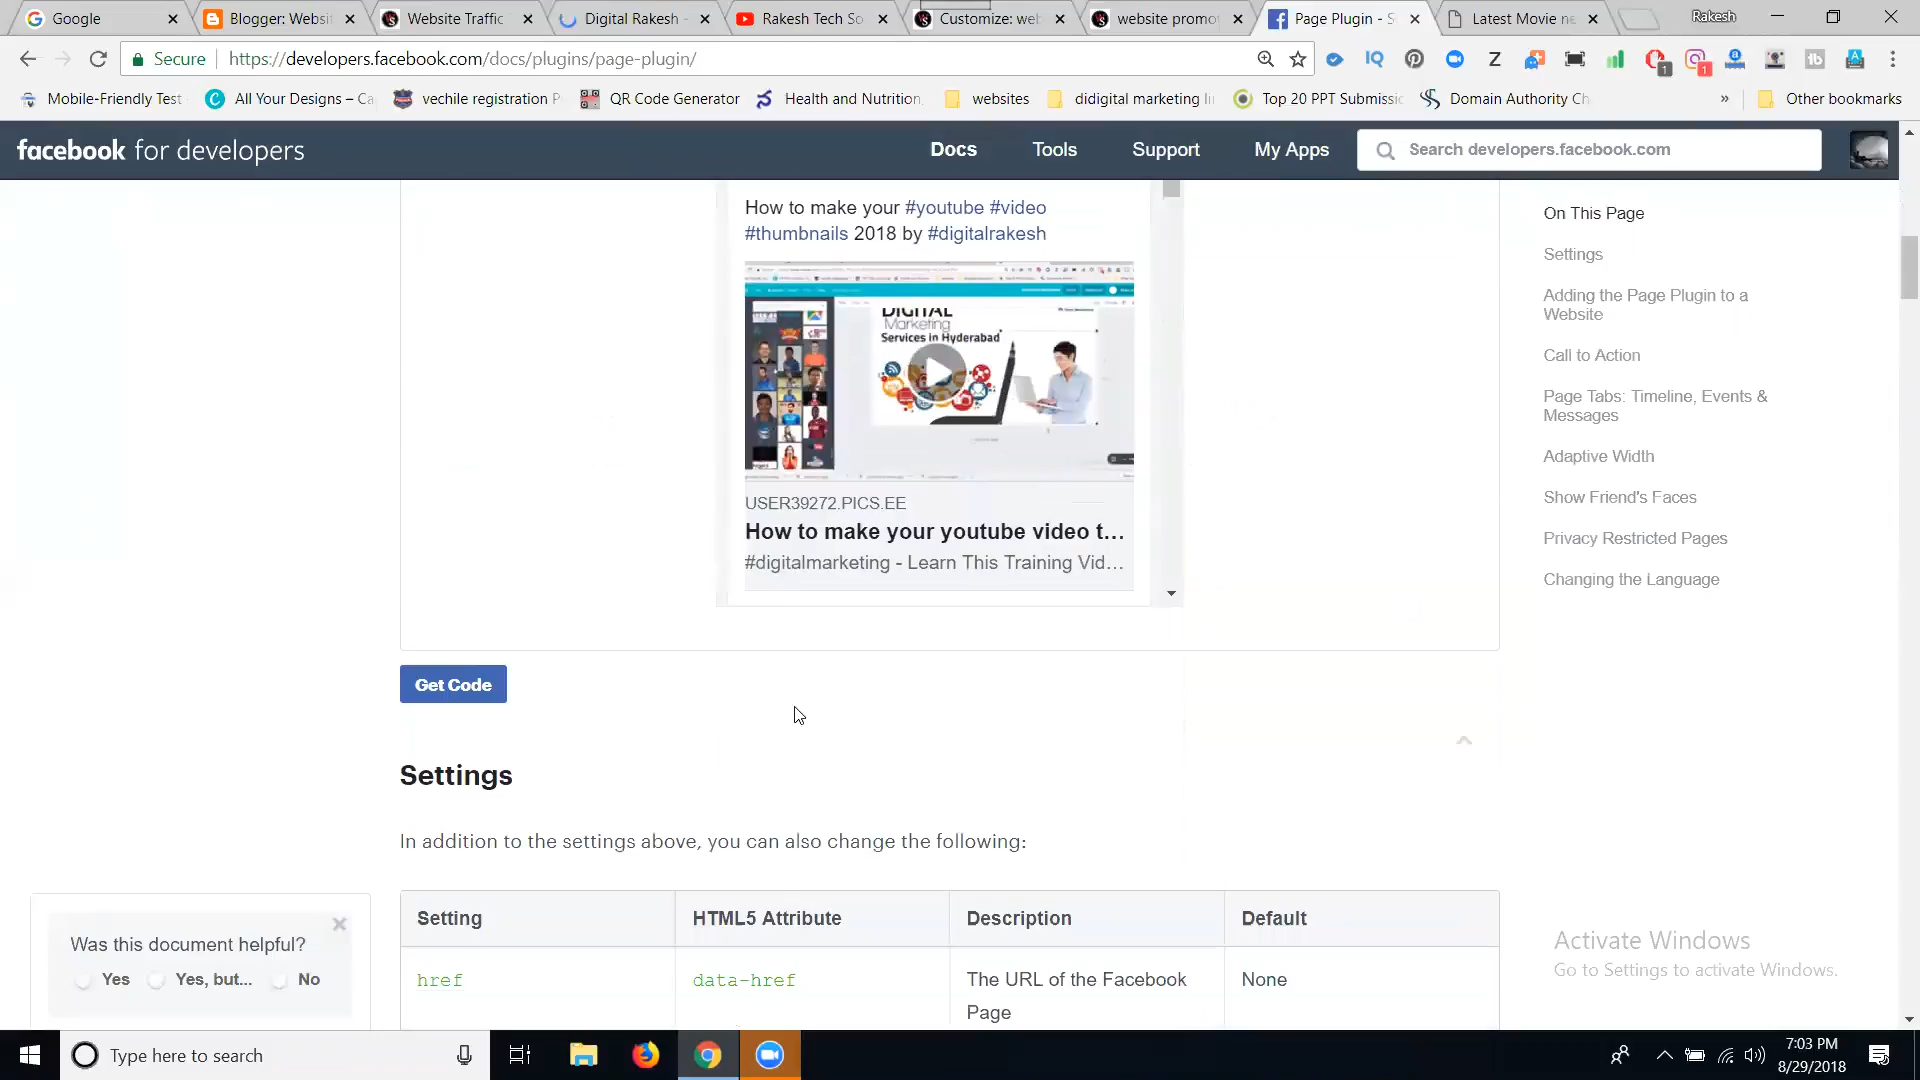 Google
Blogger: Websi
Website Traffic
Digital Rakesh -
Rakesh Tech So
Customize: web
website promo
Page Plugin - S
Latest Movie ne
Rakesh
Secure
https://developers.facebook.com/docs/plugins/page-plugin/
Mobile-Friendly Test
All Your Designs – Ca
vechile registration P
QR Code Generator
Health and Nutrition,
websites
didigital marketing li
Top 20 PPT Submissic
Domain Authority Ch
»
Other bookmarks
facebook for developers
Docs
Tools
Support
My Apps
Search developers.facebook.com
How to make your #youtube #video
#thumbnails 2018 by #digitalrakesh
DIGITAL
Marketing
Services in Hyderabad
USER39272.PICS.EE
How to make your youtube video t…
#digitalmarketing - Learn This Training Vid…
Get Code
On This Page
Settings
Adding the Page Plugin to a
Website
Call to Action
Page Tabs: Timeline, Events &
Messages
Adaptive Width
Show Friend's Faces
Privacy Restricted Pages
Changing the Language
Settings
In addition to the settings above, you can also change the following:
Setting
HTML5 Attribute
Description
Default
href
data-href
The URL of the Facebook
Page
None
Was this document helpful?
Yes
Yes, but...
No
Activate Windows
Go to Settings to activate Windows.
Type here to search
7:03 PM
8/29/2018